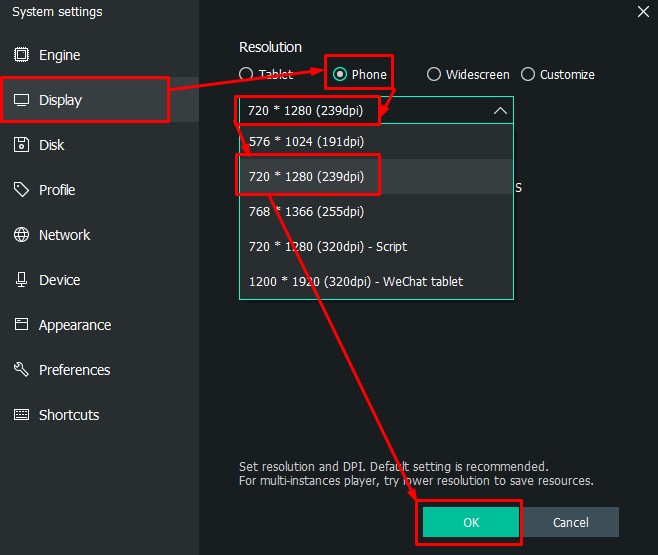 System settings
Engine
Display
Disk
Profile
Network
Device
Appearance
Preferences
Shortcuts
Resolution
Tablet
Phone
Widescreen
Customize
720 * 1280 (239dpi)
576 * 1024 (191dpi)
720 * 1280 (239dpi)
768 * 1366 (255dpi)
720 * 1280 (320dpi) - Script
1200 * 1920 (320dpi) - WeChat tablet
S
Set resolution and DPI. Default setting is recommended.
For multi-instances player, try lower resolution to save resources.
OK
Cancel